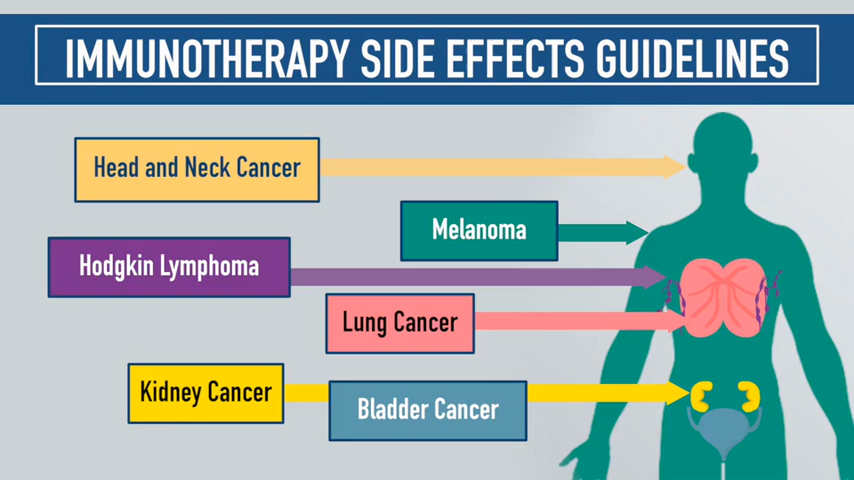 IMMUNOTHERAPY SIDE EFFECTS GUIDELINES
Head and Neck Cancer
Melanoma
Hodgkin Lymphoma
Lung Cancer
Kidney Cancer
Bladder Cancer